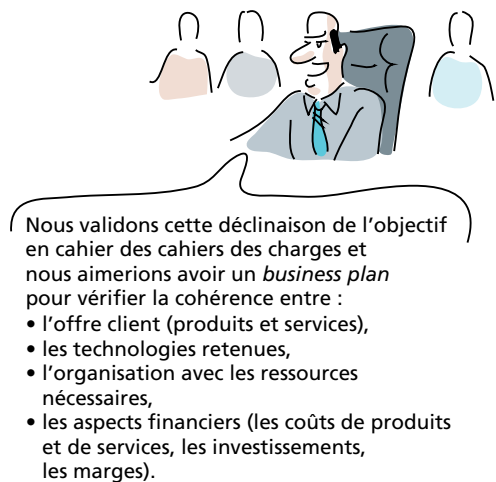 Nous validons cette déclinaison de l'objectif
en cahier des cahiers des charges et
nous aimerions avoir un business plan
pour vérifier la cohérence entre :
• l'offre client (produits et services),
• les technologies retenues,
• l'organisation avec les ressources
nécessaires,
• les aspects financiers (les coûts de produits
et de services, les investissements,
les marges).